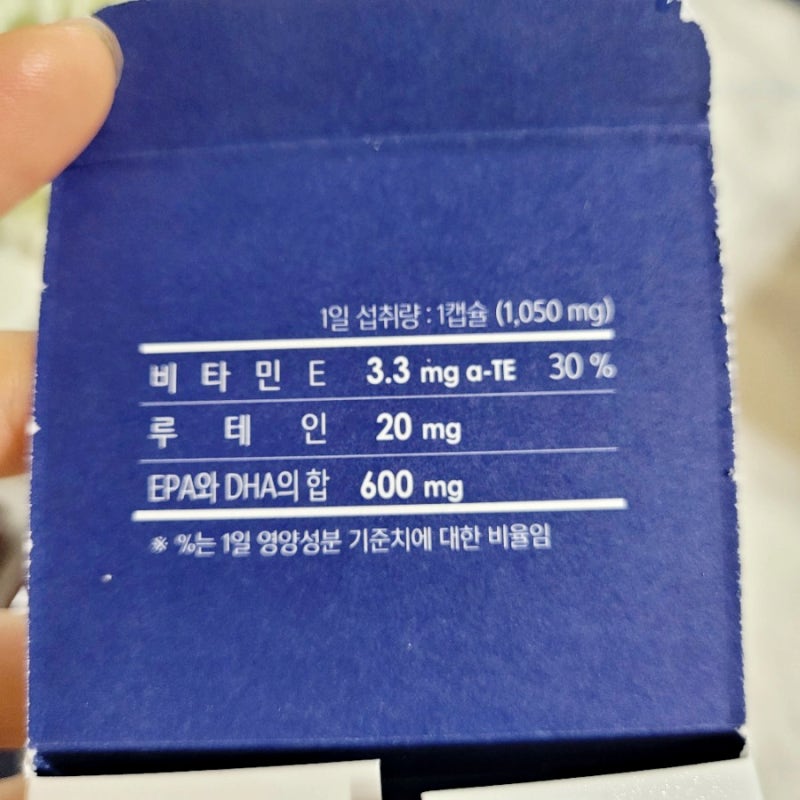 1일 섭취량 : 1캡슐 (1,050 mg)
비타민 E 3.3 mg α-TE 30 %
루테인 20 mg
EPA와 DHA의 합 600 mg
※ %는 1일 영양성분 기준치에 대한 비율임